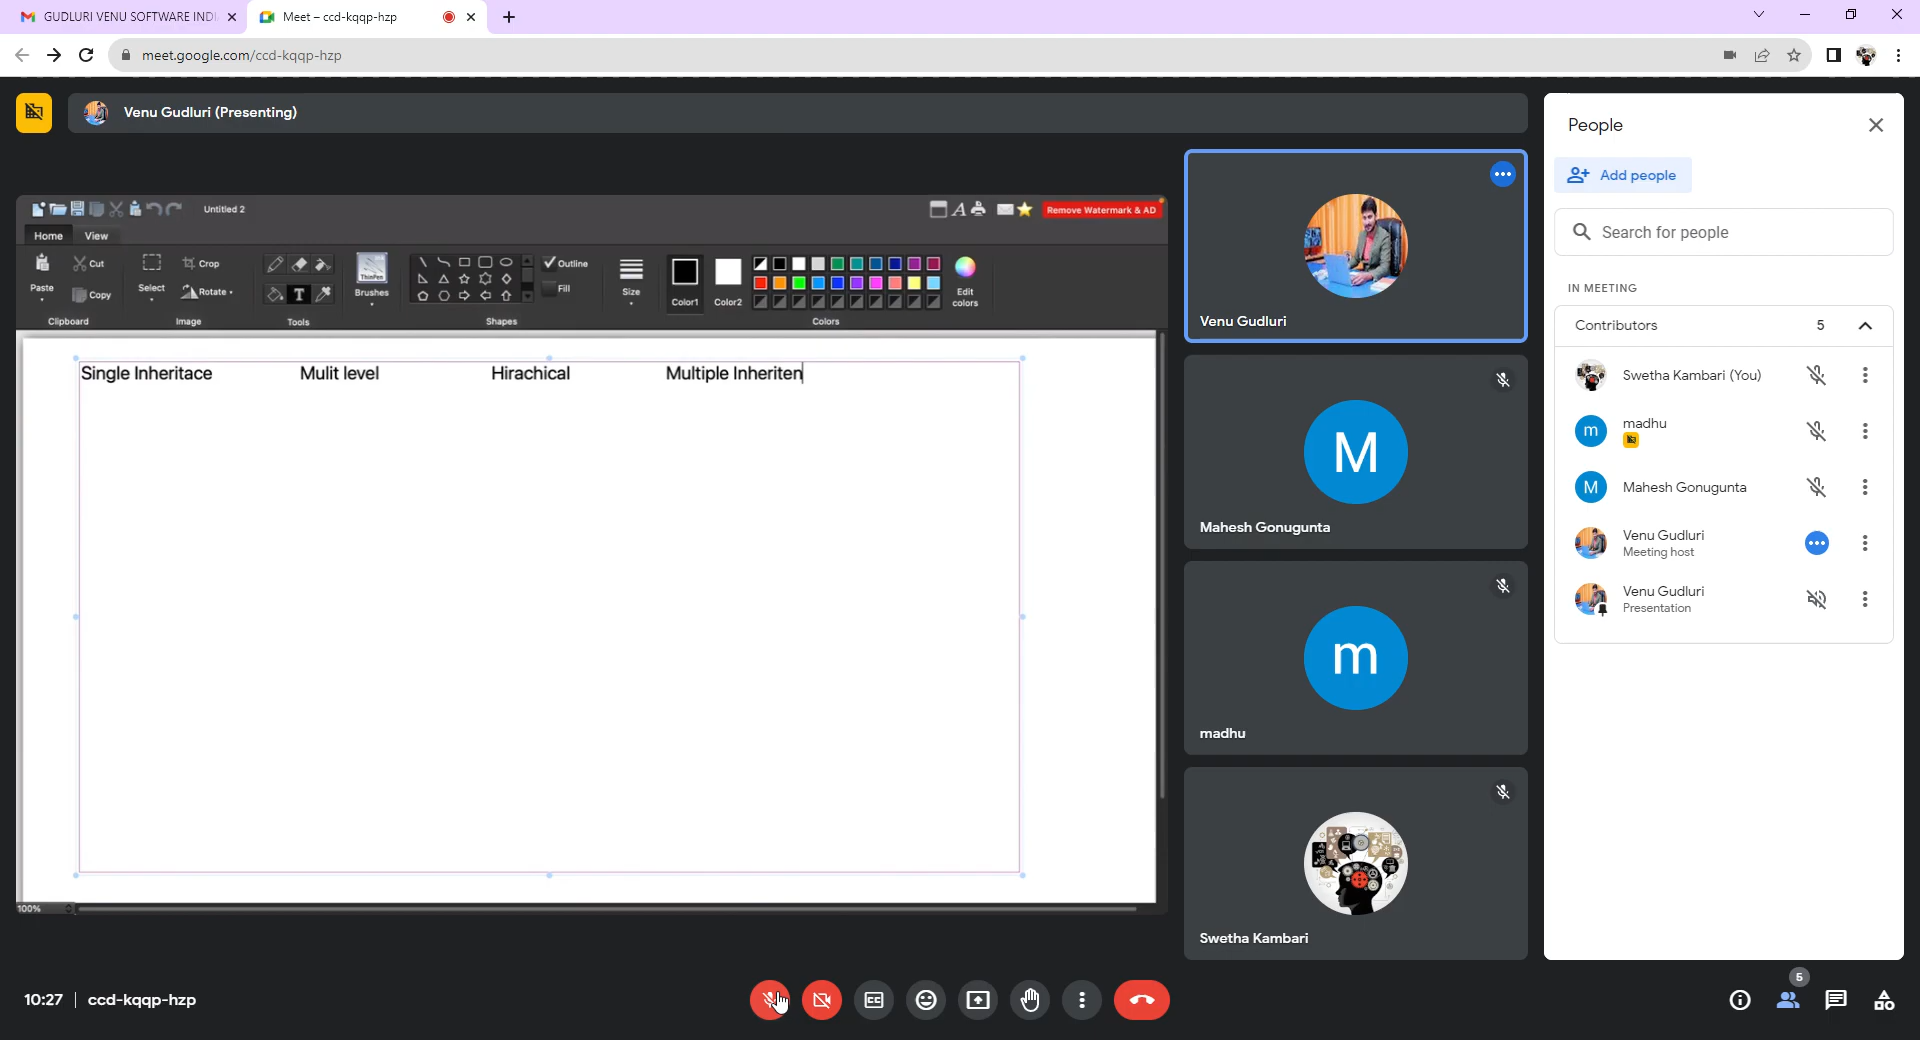 GUDLURI VENU SOFTWARE INDI
Meet – ccd-kqqp-hzp
meet.google.com/ccd-kqqp-hzp
Venu Gudluri (Presenting)
Untitled 2
Remove Watermark & AD
Home View
Paste
Cut
Copy
Clipboard
Select
Crop
Rotate
Image
T
Tools
ThinPen
Brushes
Shapes
Outline
Fill
Size
Color1
Color2
Colors
Edit
colors
Single Inheritace Mulit level Hirachical Multiple Inheriten
100%
Venu Gudluri
M
Mahesh Gonugunta
m
madhu
Swetha Kambari
People
Add people
Search for people
IN MEETING
Contributors 5
Swetha Kambari (You)
m
madhu
M
Mahesh Gonugunta
Venu Gudluri
Meeting host
Venu Gudluri
Presentation
10:27 | ccd-kqqp-hzp
5